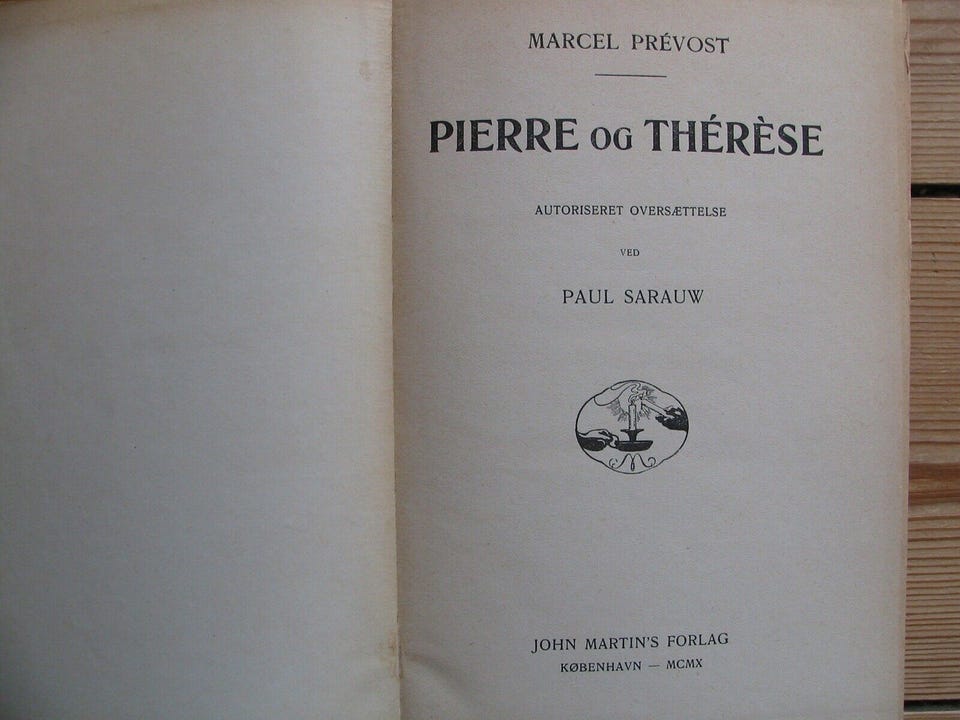 MARCEL PRÉVOST
PIERRE OG THÉRÈSE
AUTORISERET OVERSÆTTELSE
VED
PAUL SARAUW
JOHN MARTIN'S FORLAG
KØBENHAVN — MCMX